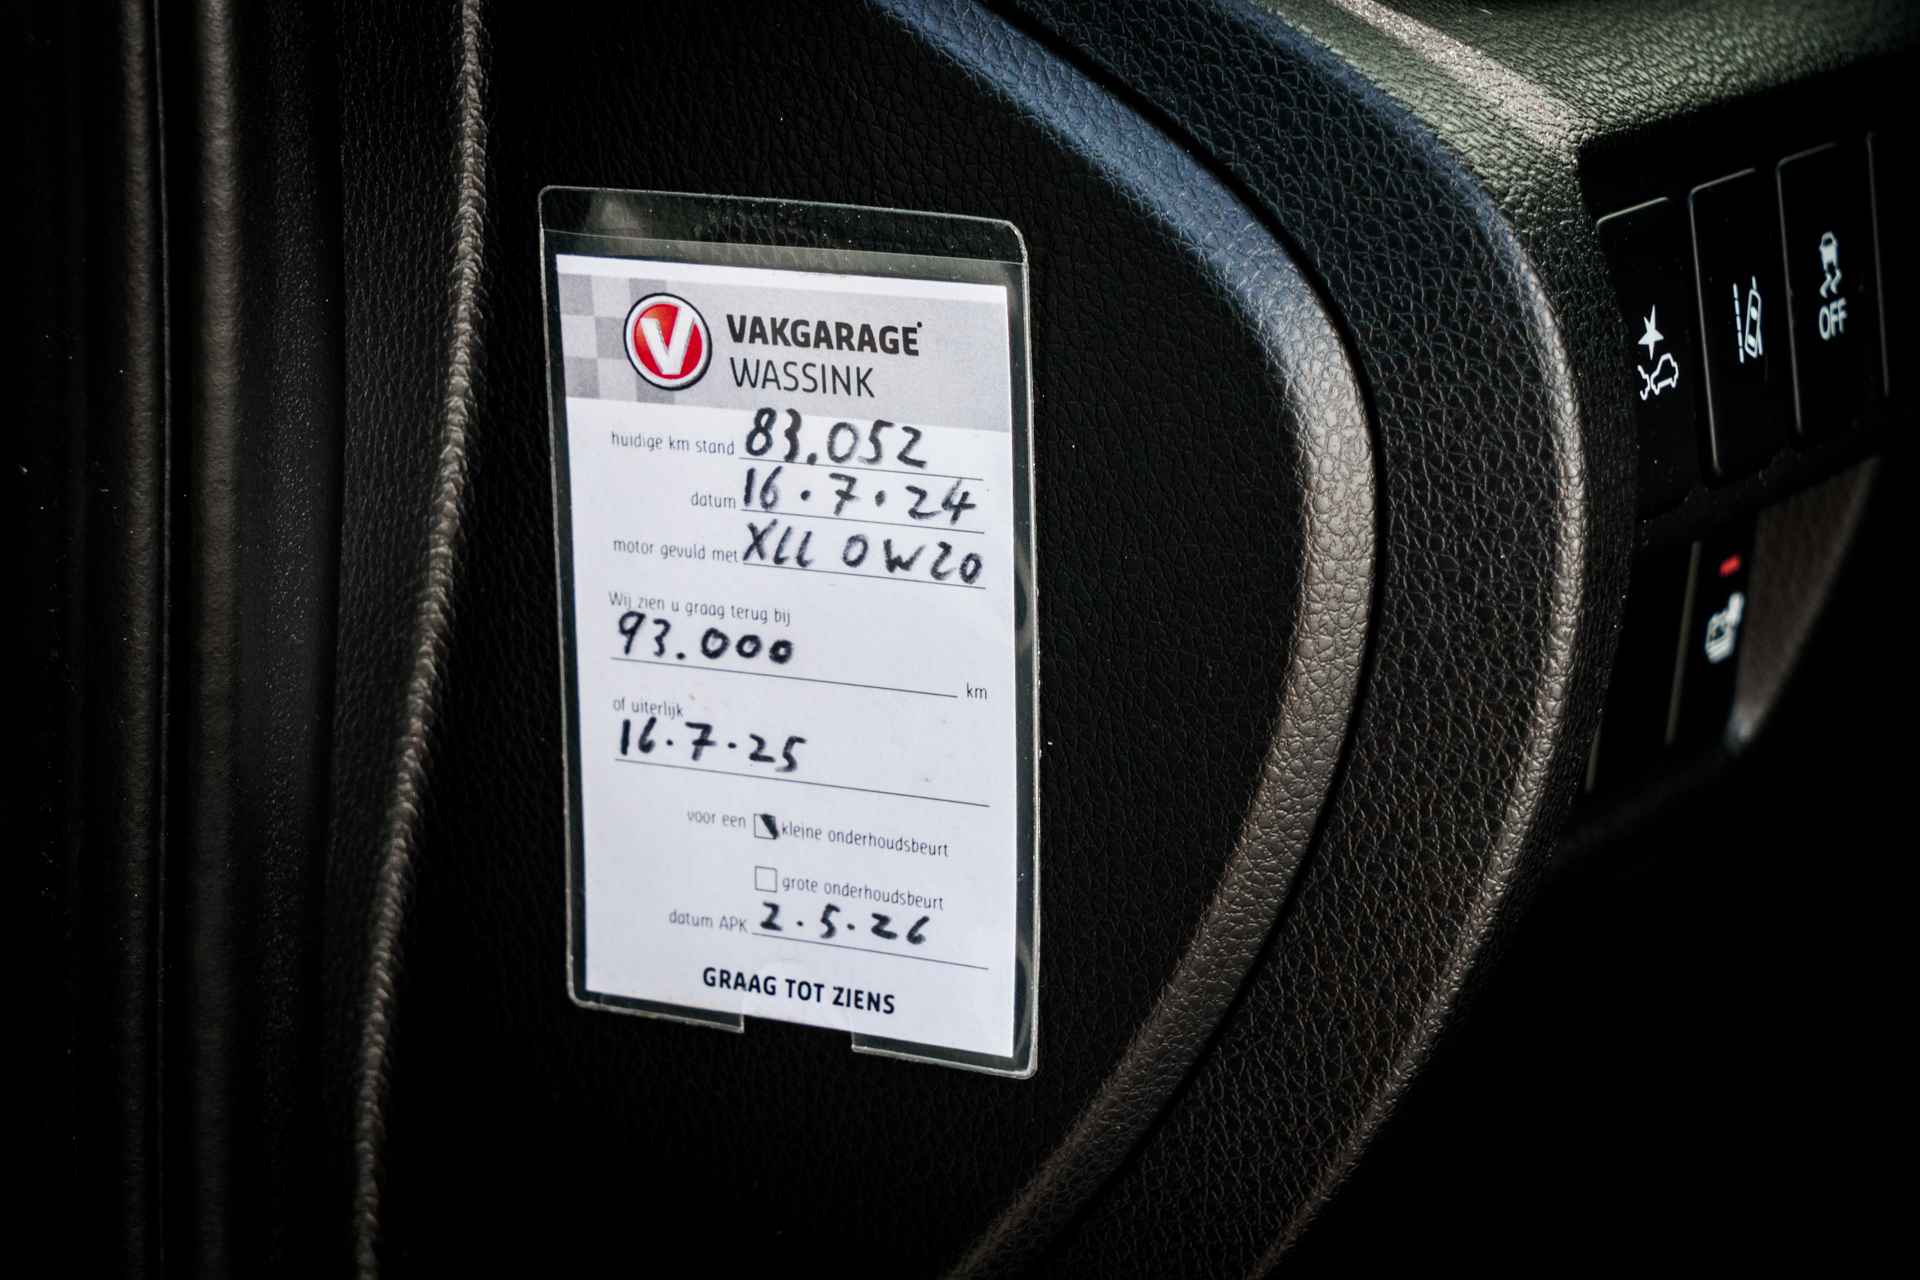 V VAKGARAGE
WASSINK
huidige km stand 83.052
datum 16.7.24
motor gevuld met XLL 0W20
Wij zien u graag terug bij
93.000
km
of uiterlijk
16.7.25
voor een kleine onderhoudsbeurt
grote onderhoudsbeurt
datum APK 2.5.26
GRAAG TOT ZIENS
OFF